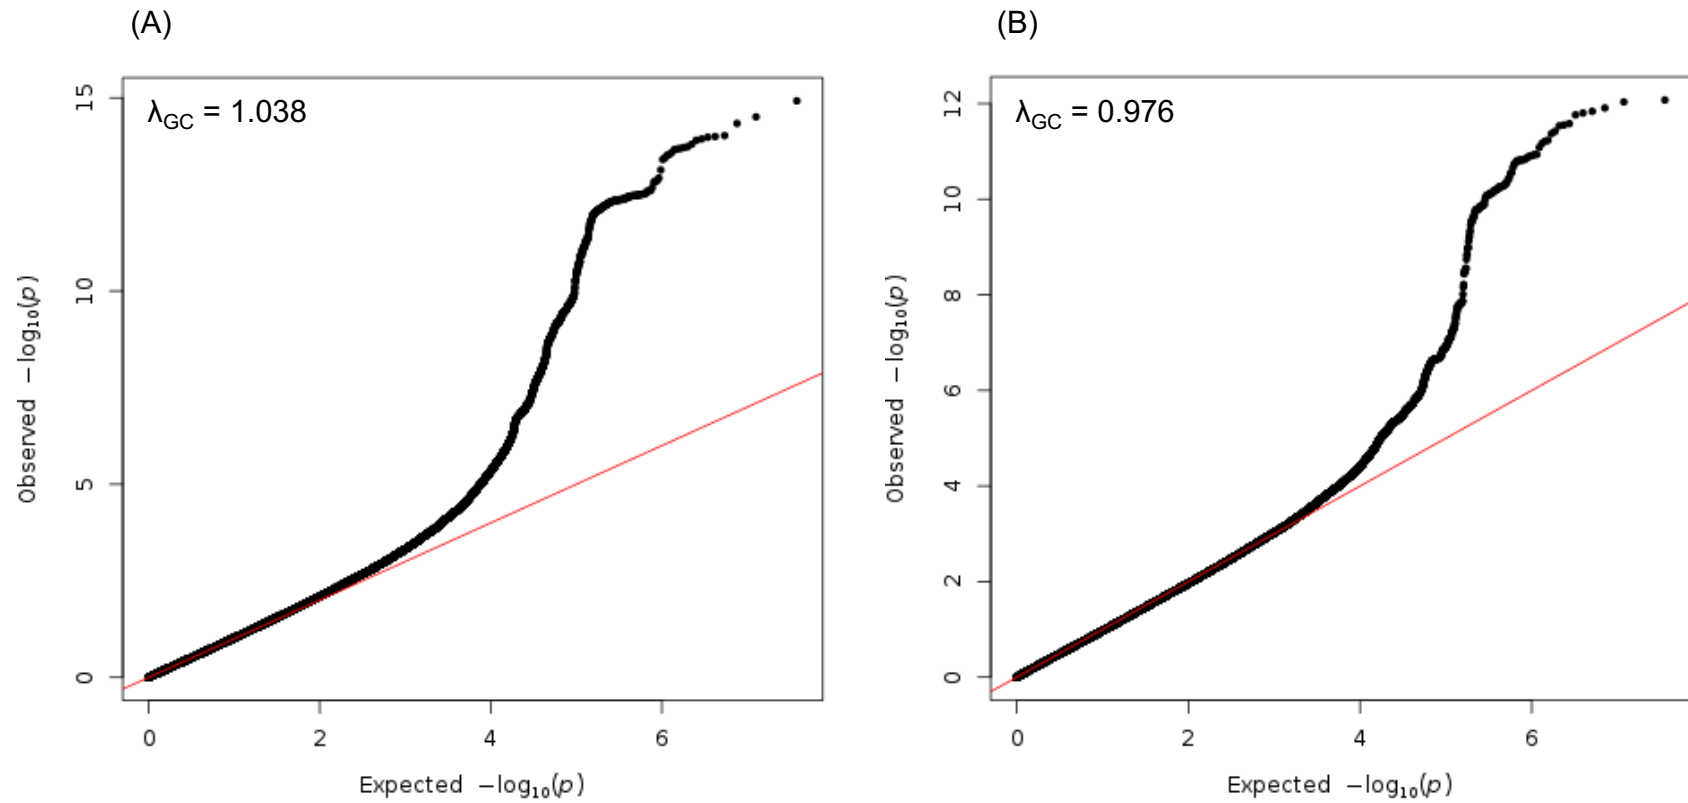 (A)
λGC = 1.038
15
10
5
0
0 2 4 6
Expected −log10(p)
Observed −log10(p)
(B)
λGC = 0.976
12
10
8
6
4
2
0
0 2 4 6
Expected −log10(p)
Observed −log10(p)